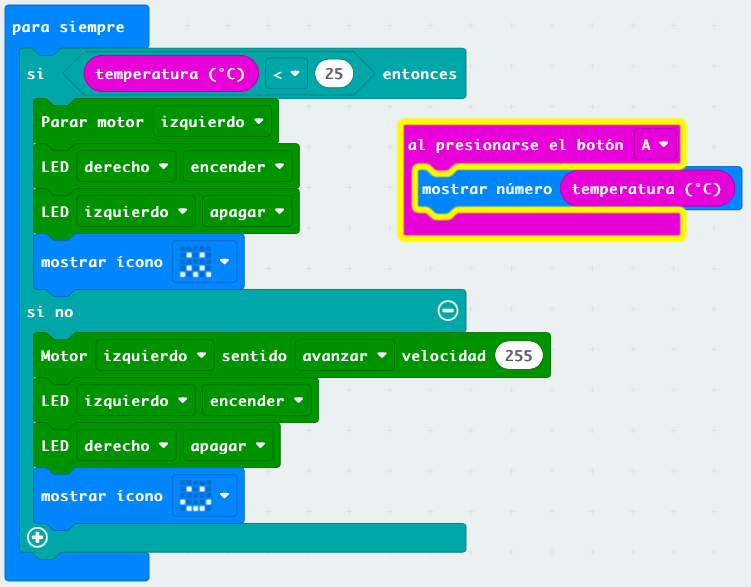 para siempre
si temperatura (°C) < 25 entonces
Parar motor izquierdo
LED derecho encender
LED izquierdo apagar
mostrar ícono
si no
Motor izquierdo sentido avanzar velocidad 255
LED izquierdo encender
LED derecho apagar
mostrar ícono
al presionarse el botón A
mostrar número temperatura (°C)